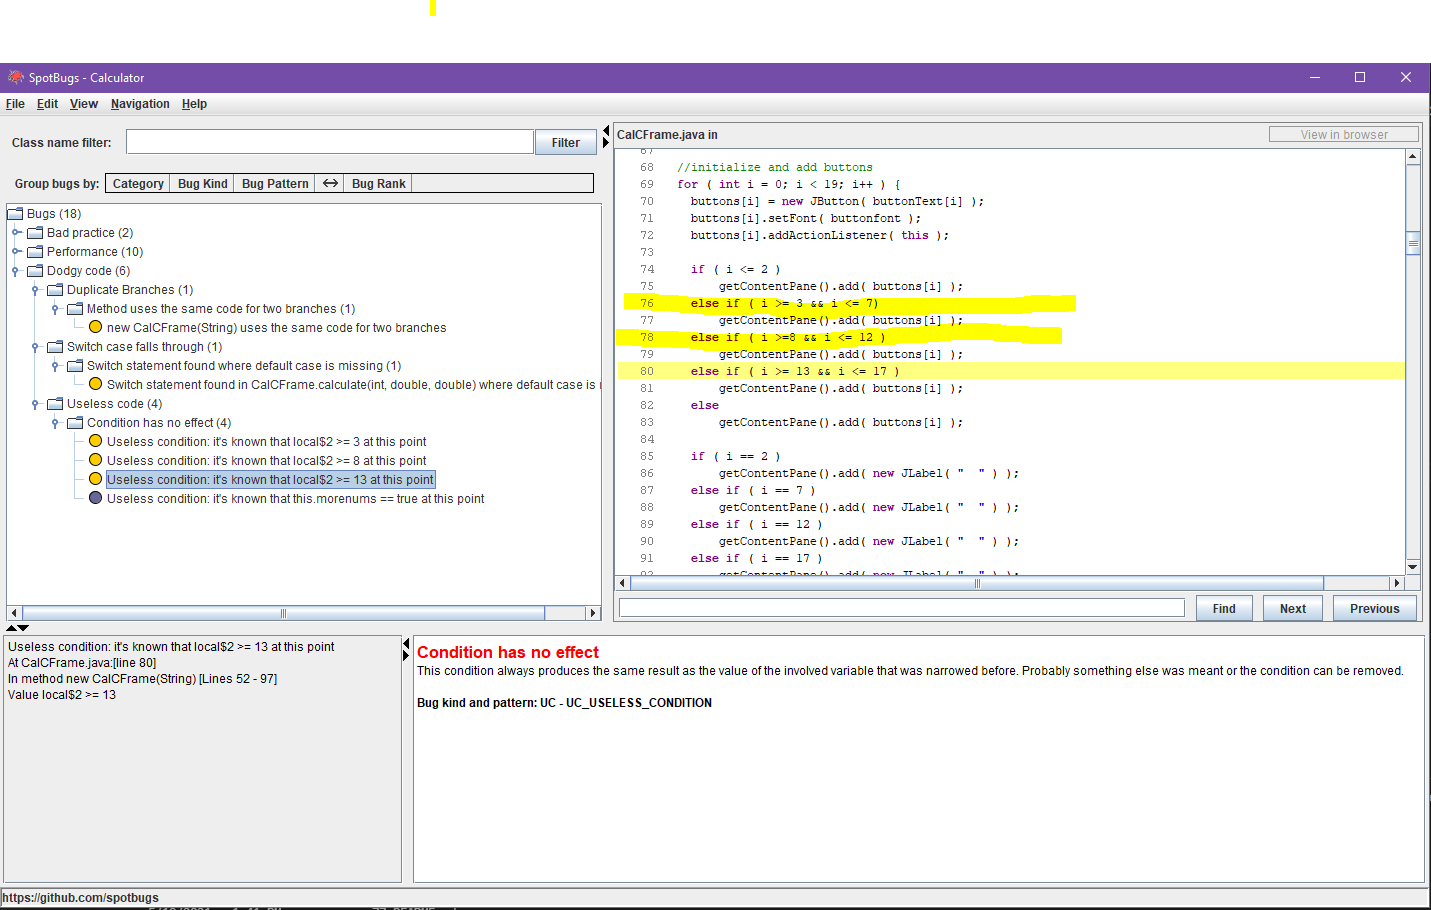 SpotBugs - Calculator
File Edit View Navigation Help
Class name filter:
Filter
Group bugs by: Category Bug Kind Bug Pattern Bug Rank
Bugs (18)
Bad practice (2)
Performance (10)
Dodgy code (6)
Duplicate Branches (1)
Method uses the same code for two branches (1)
new CalCFrame(String) uses the same code for two branches
Switch case falls through (1)
Switch statement found where default case is missing (1)
Switch statement found in CalCFrame.calculate(int, double, double) where default case is
Useless code (4)
Condition has no effect (4)
Useless condition: it's known that local$2 >= 3 at this point
Useless condition: it's known that local$2 >= 8 at this point
Useless condition: it's known that local$2 >= 13 at this point
Useless condition: it's known that this.morenums == true at this point
CalCFrame.java in
View in browser
67
68 //initialize and add buttons
69 for ( int i = 0; i < 19; i++ ) {
70 buttons[i] = new JButton( buttonText[i] );
71 buttons[i].setFont( buttonfont );
72 buttons[i].addActionListener( this );
73
74 if ( i <= 2 )
75 getContentPane().add( buttons[i] );
76 else if ( i >= 3 && i <= 7)
77 getContentPane().add( buttons[i] );
78 else if ( i >=8 && i <= 12 )
79 getContentPane().add( buttons[i] );
80 else if ( i >= 13 && i <= 17 )
81 getContentPane().add( buttons[i] );
82 else
83 getContentPane().add( buttons[i] );
84
85 if ( i == 2 )
86 getContentPane().add( new JLabel( "  " ) );
87 else if ( i == 7 )
88 getContentPane().add( new JLabel( "  " ) );
89 else if ( i == 12 )
90 getContentPane().add( new JLabel( "  " ) );
91 else if ( i == 17 )
92 getContentPane().add( new JLabel( "  " ) );
Find Next Previous
Useless condition: it's known that local$2 >= 13 at this point
At CalCFrame.java:[line 80]
In method new CalCFrame(String) [Lines 52 - 97]
Value local$2 >= 13
Condition has no effect
This condition always produces the same result as the value of the involved variable that was narrowed before. Probably something else was meant or the condition can be removed.
Bug kind and pattern: UC - UC_USELESS_CONDITION
https://github.com/spotbugs